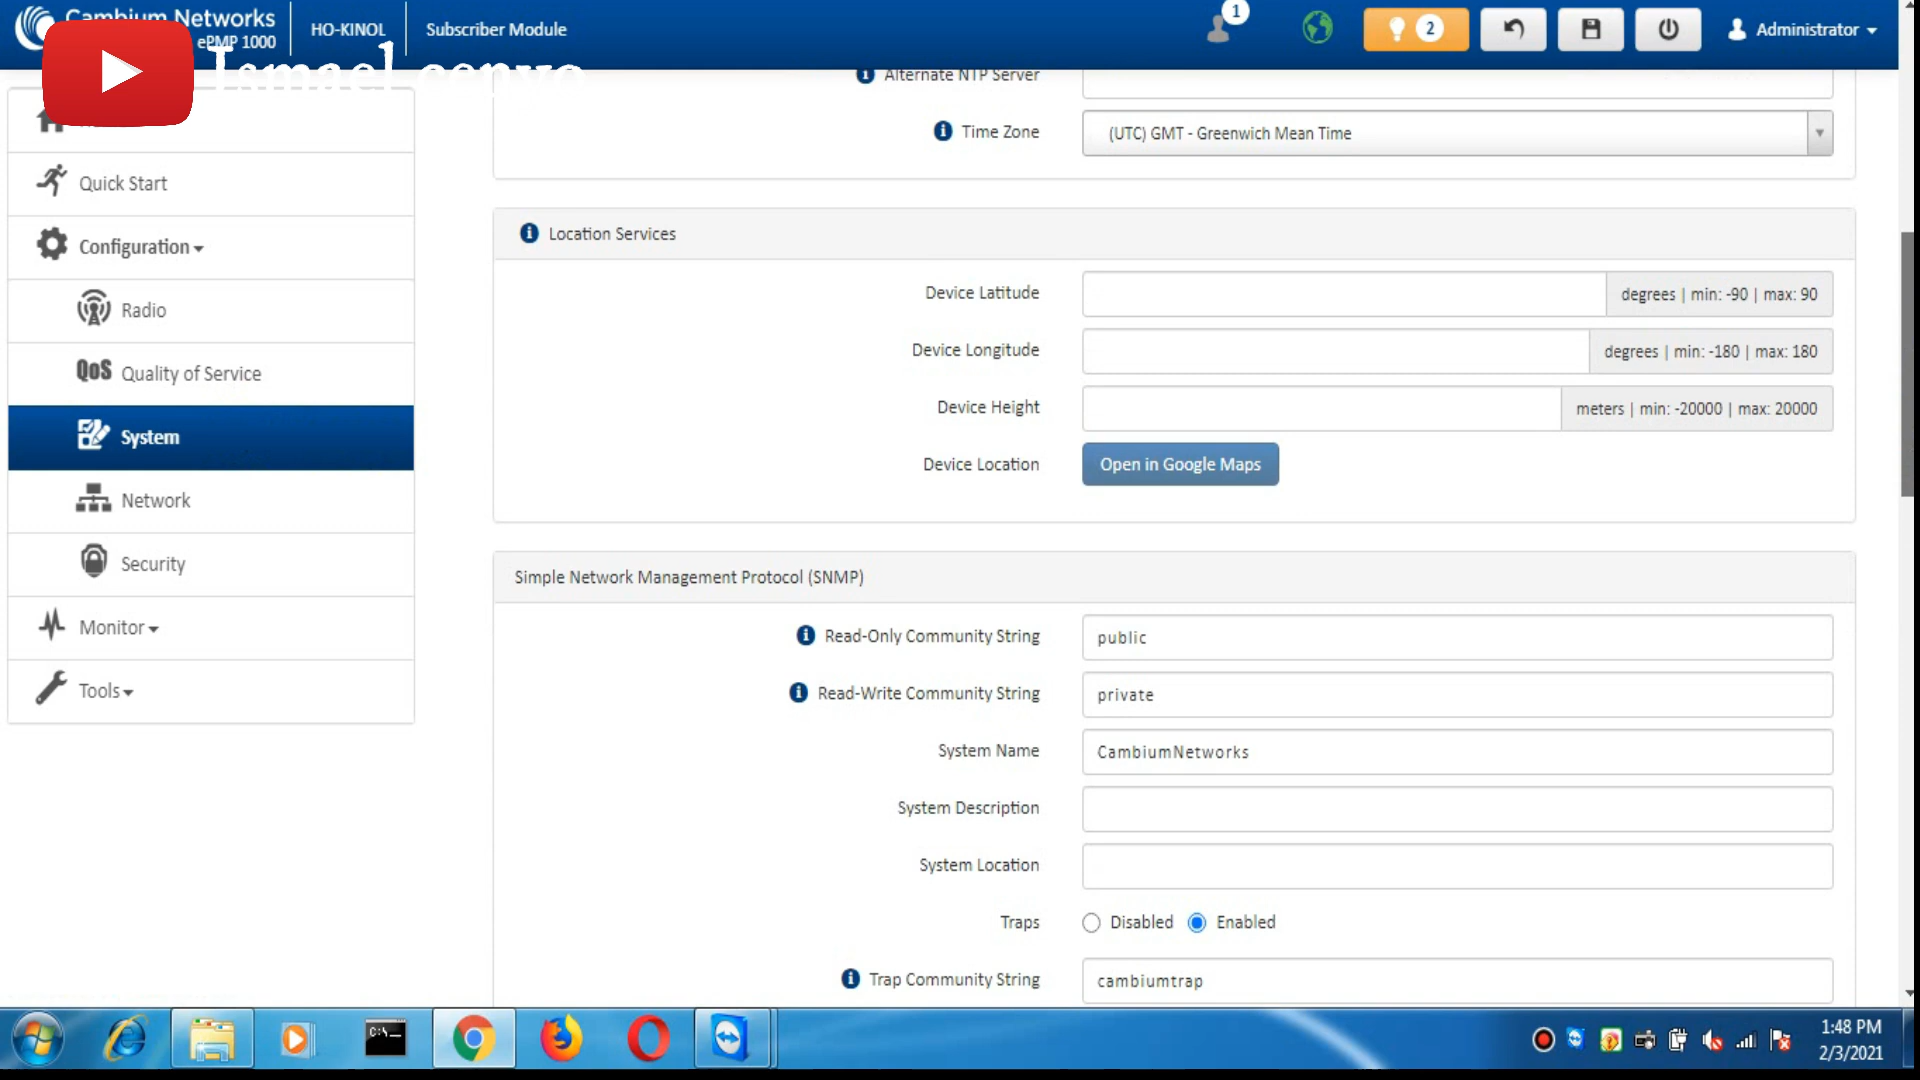 Cambium Networks
ePMP 1000
HO-KINOL
Subscriber Module
1
2
Administrator
Ismael
Alternate NTP Server
Time Zone
(UTC) GMT - Greenwich Mean Time
Quick Start
Configuration
Radio
QoS Quality of Service
System
Network
Security
Monitor
Tools
Location Services
Device Latitude
degrees | min: -90 | max: 90
Device Longitude
degrees | min: -180 | max: 180
Device Height
meters | min: -20000 | max: 20000
Device Location
Open in Google Maps
Simple Network Management Protocol (SNMP)
Read-Only Community String
public
Read-Write Community String
private
System Name
CambiumNetworks
System Description
System Location
Traps
Disabled
Enabled
Trap Community String
cambiumtrap
C:\_
1:48 PM
2/3/2021